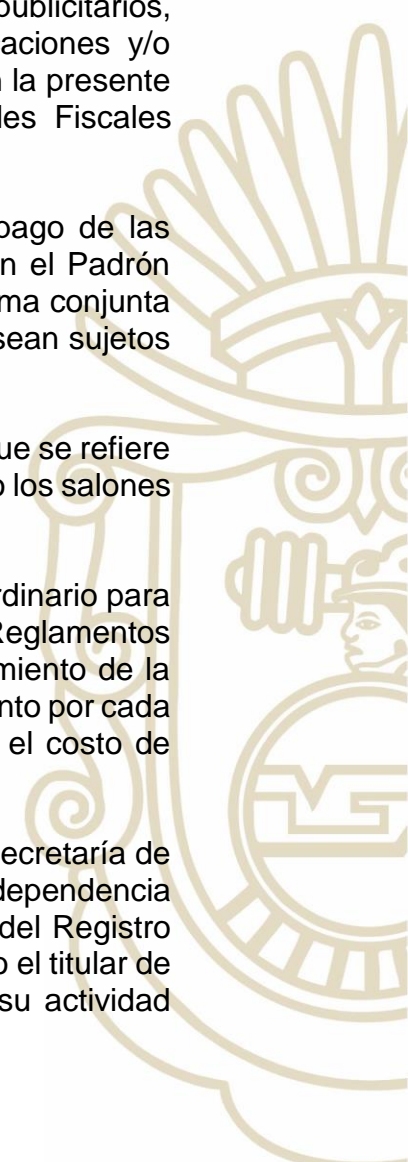 publicitarios,
aciones y/o
la presente
les Fiscales
pago de las
n el Padrón
ma conjunta
sean sujetos
ue se refiere
o los salones
rdinario para
Reglamentos
miento de la
nto por cada
el costo de
ecretaría de
dependencia
del Registro
o el titular de
su actividad